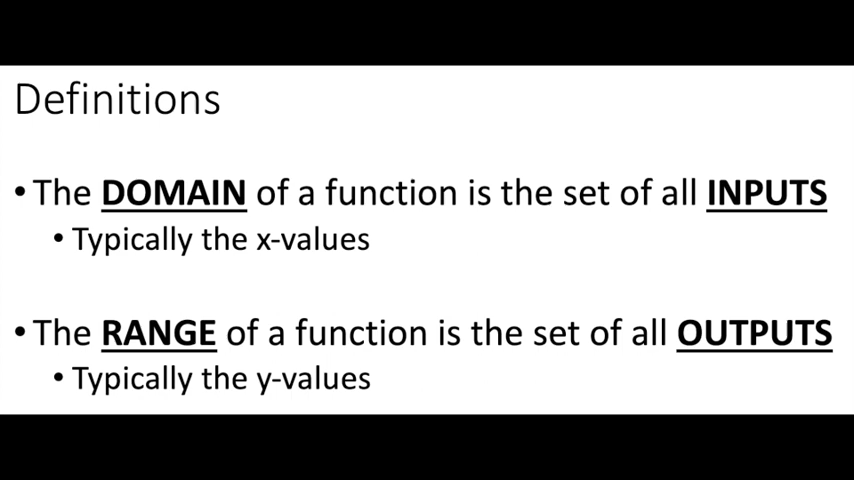 Definitions
• The DOMAIN of a function is the set of all INPUTS
• Typically the x-values
• The RANGE of a function is the set of all OUTPUTS
• Typically the y-values